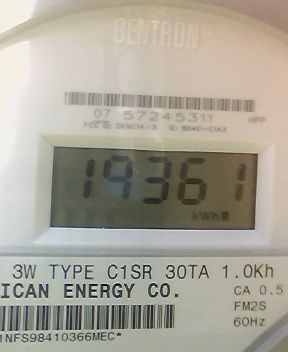 CENTRON®
07 57245311
19361
kWh
3W TYPE C1SR 30TA 1.0Kh
ICAN ENERGY CO. CA 0.5
FM2S
60Hz
1NFS98410366MEC*